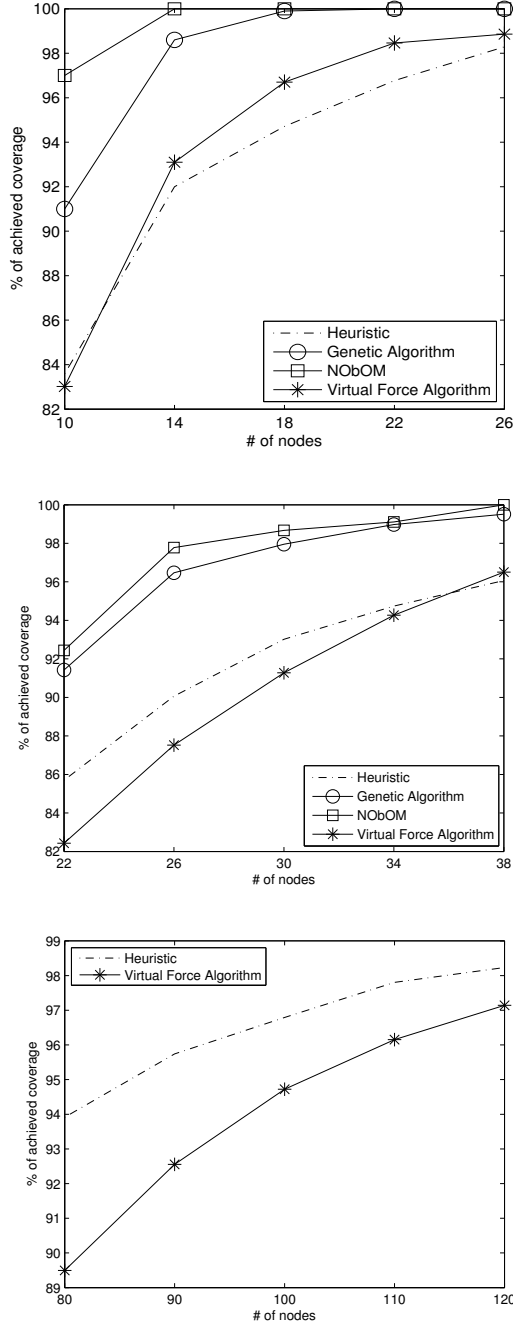 100
98
96
94
92
90
88
86
84
82
% of achieved coverage
10 14 18 22 26
# of nodes
Heuristic
Genetic Algorithm
NObOM
Virtual Force Algorithm
100
98
96
94
92
90
88
86
84
82
% of achieved coverage
22 26 30 34 38
# of nodes
Heuristic
Genetic Algorithm
NObOM
Virtual Force Algorithm
99
98
97
96
95
94
93
92
91
90
89
% of achieved coverage
Heuristic
Virtual Force Algorithm
80 90 100 110 120
# of nodes